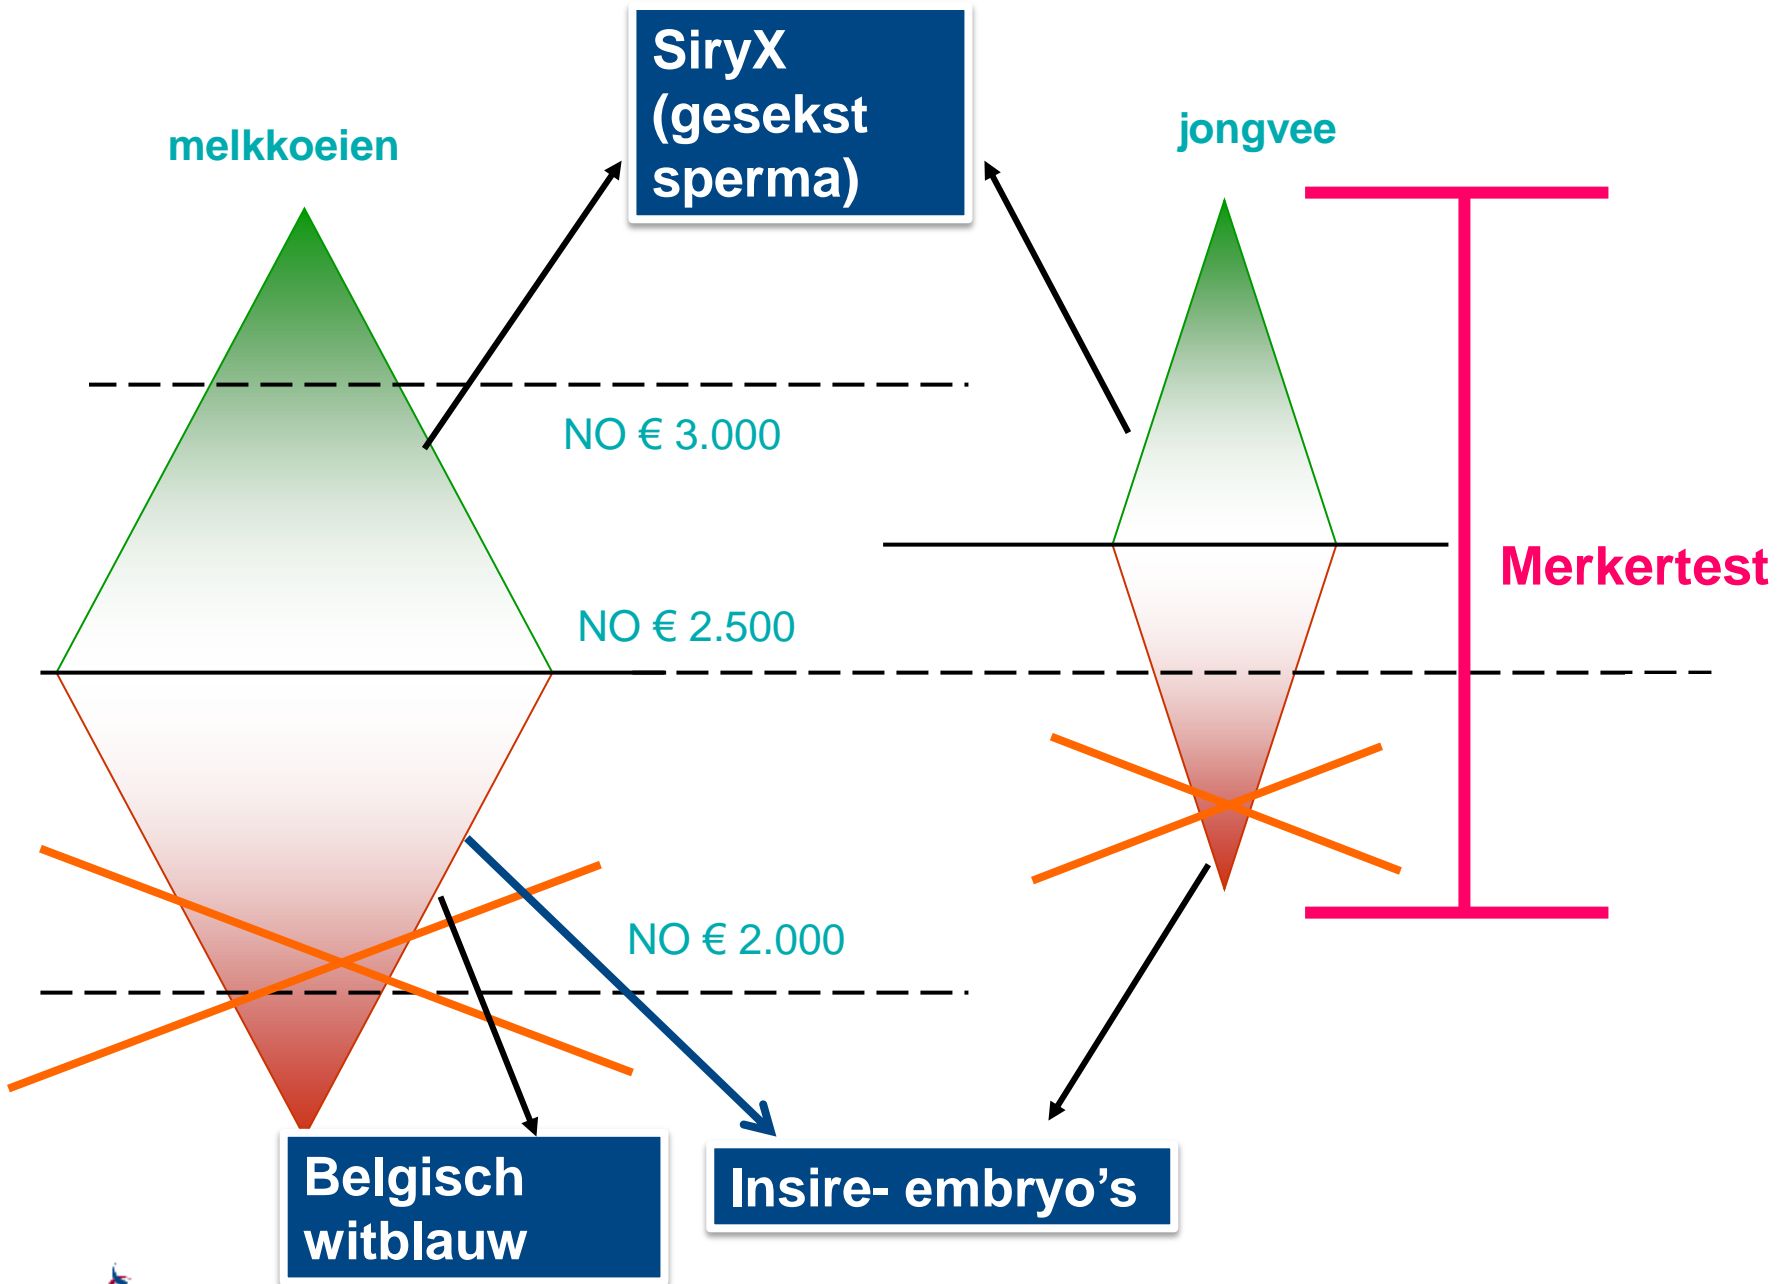 SiryX
(gesekst
sperma)
melkkoeien
jongvee
NO € 3.000
Merkertest
NO € 2.500
NO € 2.000
Belgisch
witblauw
Insire- embryo’s